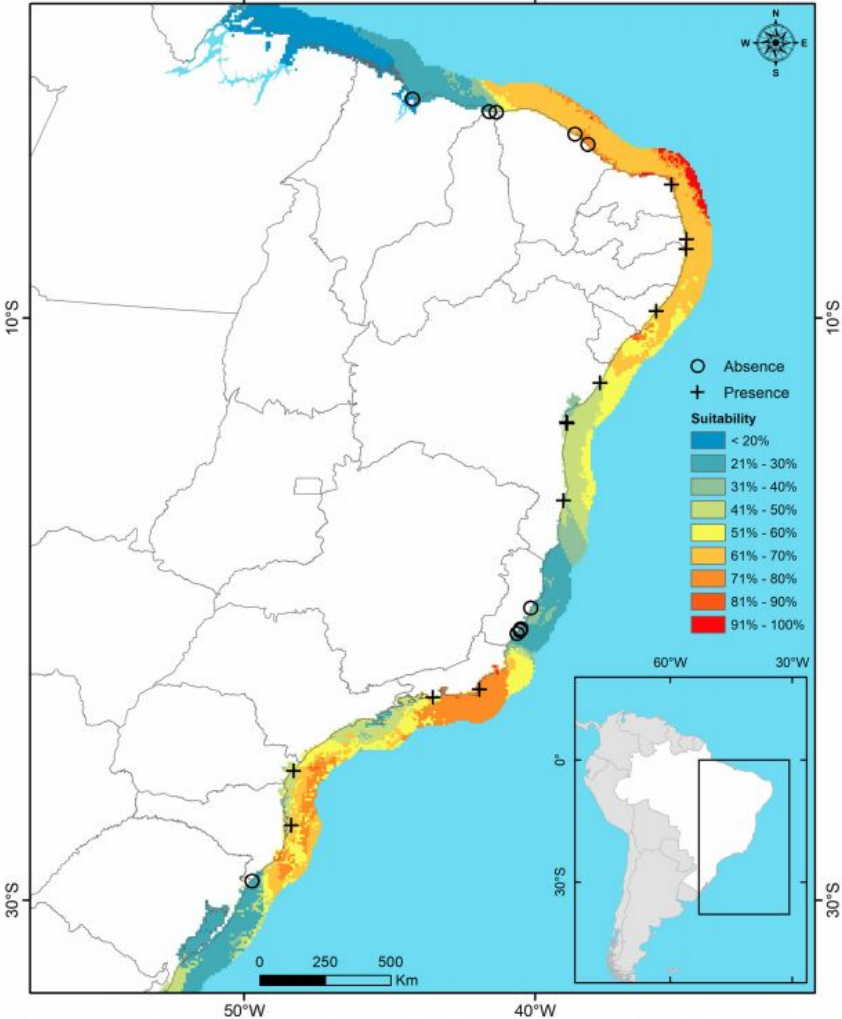 N
W E
S
10°S
10°S
Absence
Presence
Suitability
< 20%
21% - 30%
31% - 40%
41% - 50%
51% - 60%
61% - 70%
71% - 80%
81% - 90%
91% - 100%
60°W 30°W
0°
30°S
30°S
30°S
0 250 500
Km
50°W 40°W